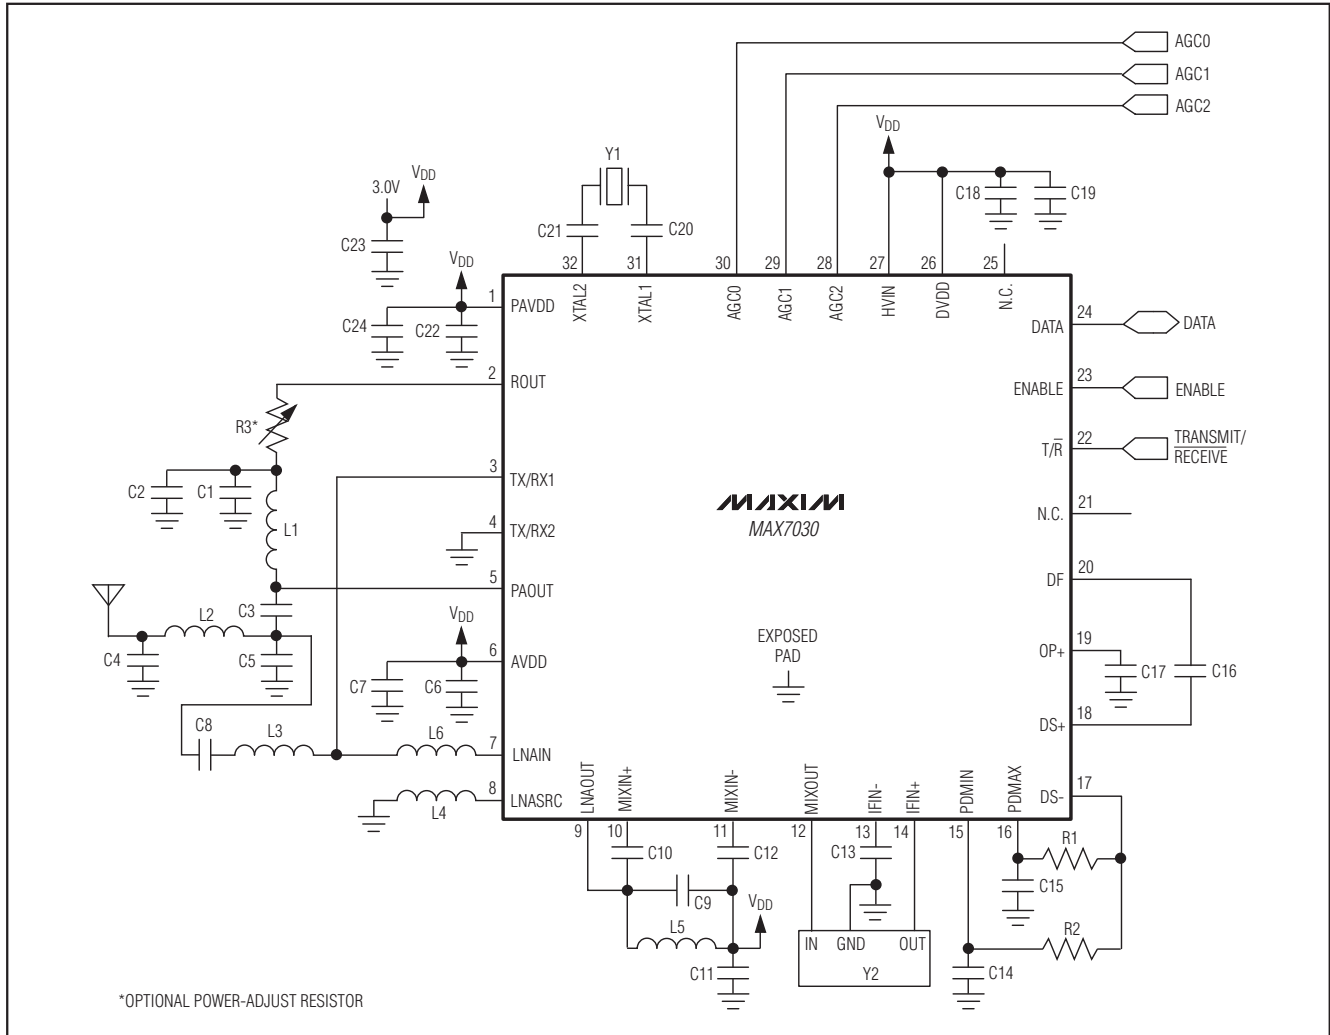 AGC0
AGC1
AGC2
VDD
Y1
3.0V VDD
C18 C19
C21 C20
C23
VDD
32 31 30 29 28 27 26 25
1 PAVDD
XTAL2 XTAL1 AGC0 AGC1 AGC2 HVIN DVDD N.C.
C24 C22
DATA 24 DATA
2 ROUT
ENABLE 23 ENABLE
R3*
T/R 22 TRANSMIT/
RECEIVE
3 TX/RX1
C2 C1
MAXIM
MAX7030
N.C. 21
L1
4 TX/RX2
5 PAOUT
DF 20
C3
L2
VDD
EXPOSED
PAD
OP+ 19
C4 C5
6 AVDD
C17 C16
C7 C6
DS+ 18
C8 L3 L6 7 LNAIN
8 LNASRC
L4
LNAOUT MIXIN+ MIXIN- MIXOUT IFIN- IFIN+ PDMIN PDMAX
DS- 17
9 10 11 12 13 14 15 16
R1
C10 C12 C13
C15
C9
VDD
L5
R2
IN GND OUT
Y2
C11
C14
*OPTIONAL POWER-ADJUST RESISTOR